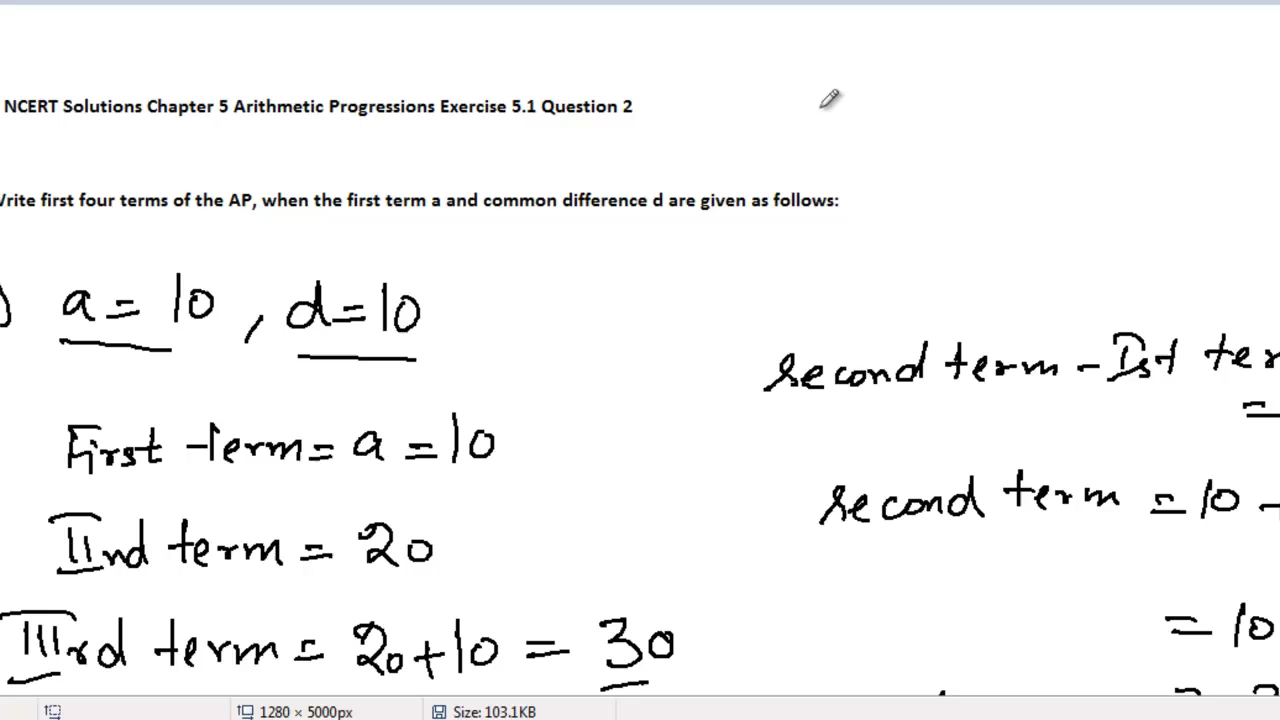 NCERT Solutions Chapter 5 Arithmetic Progressions Exercise 5.1 Question 2
Write first four terms of the AP, when the first term a and common difference d are given as follows:
) a = 10 , d = 10
First term = a = 10
IInd term = 20
IIIrd term = 20 + 10 = 30
second term - Ist ter
=
second term = 10 +
= 10
1280 × 5000px
Size: 103.1KB